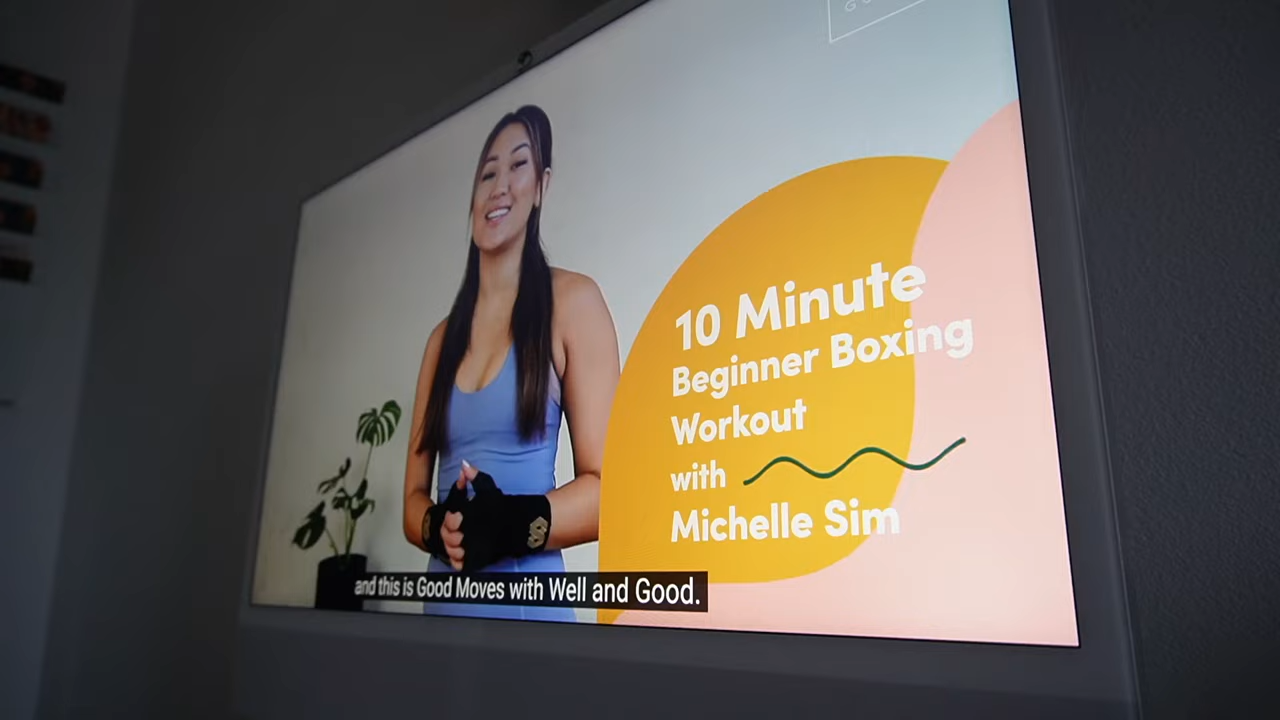 10 Minute
Beginner Boxing
Workout
with
Michelle Sim
and this is Good Moves with Well and Good.